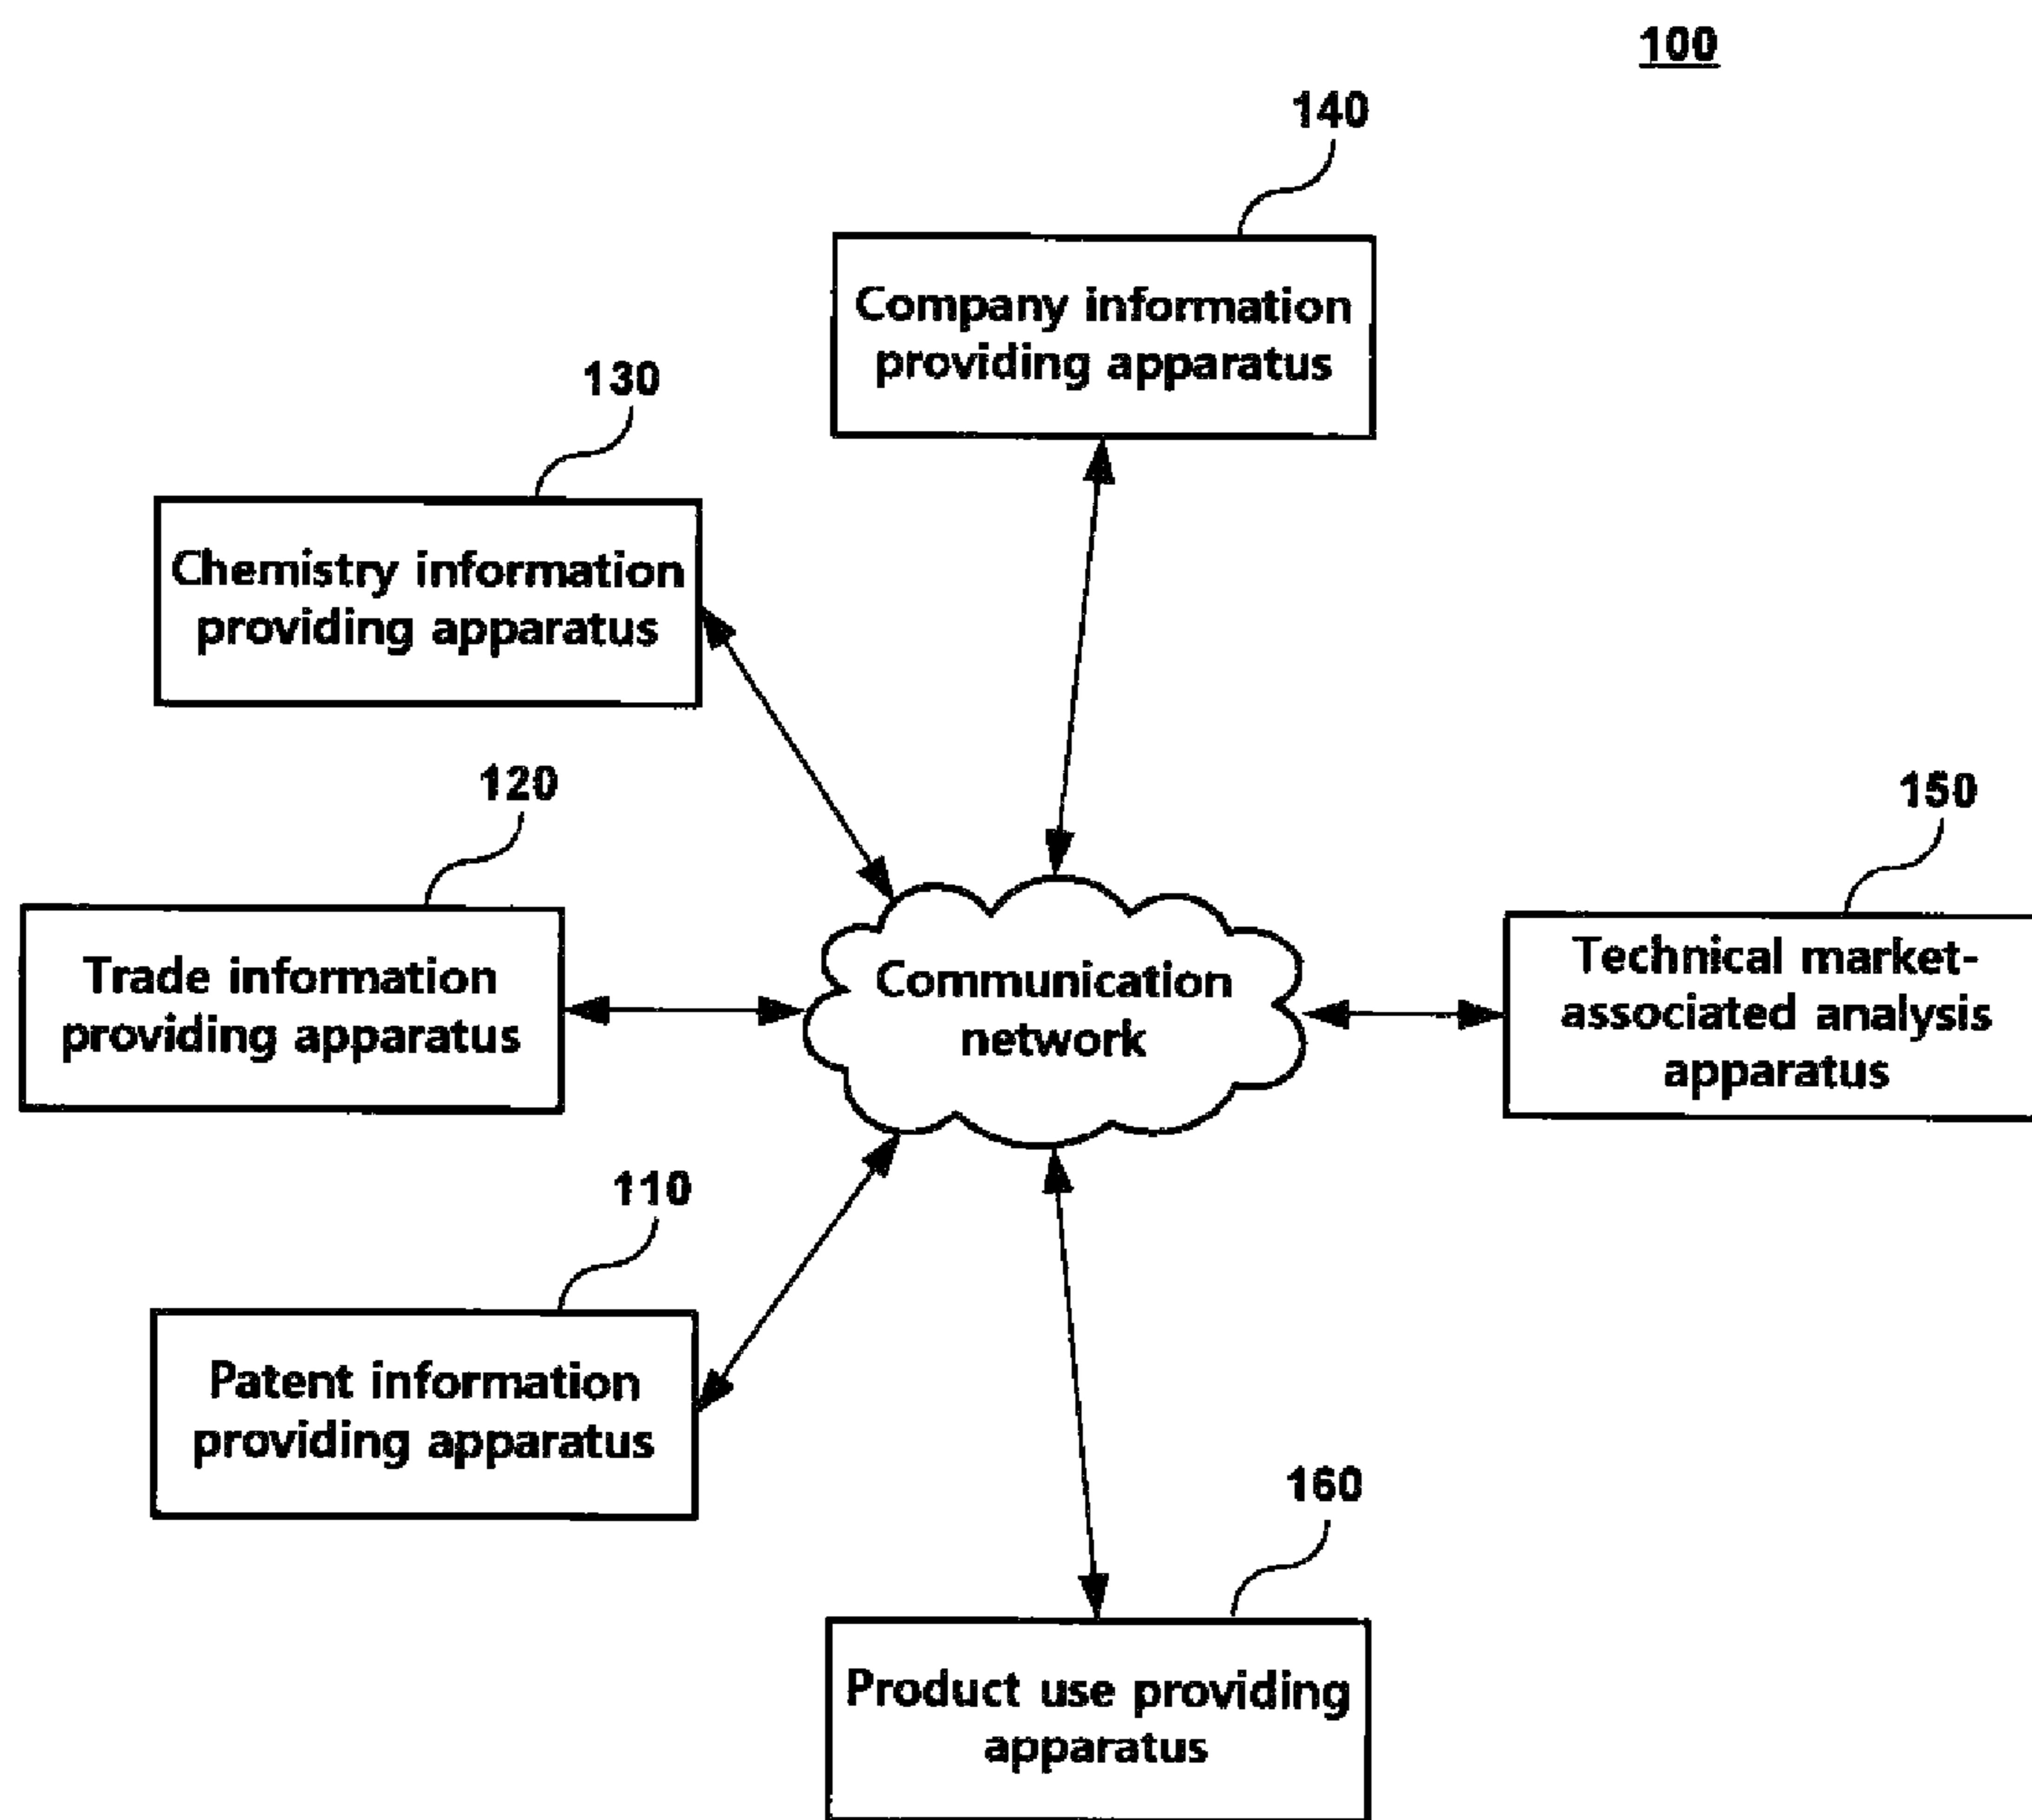 100
140
Company information
providing apparatus
130
Chemistry information
providing apparatus
120
Trade information
providing apparatus
150
Technical market-
associated analysis
apparatus
Communication
network
110
Patent information
providing apparatus
160
Product use providing
apparatus